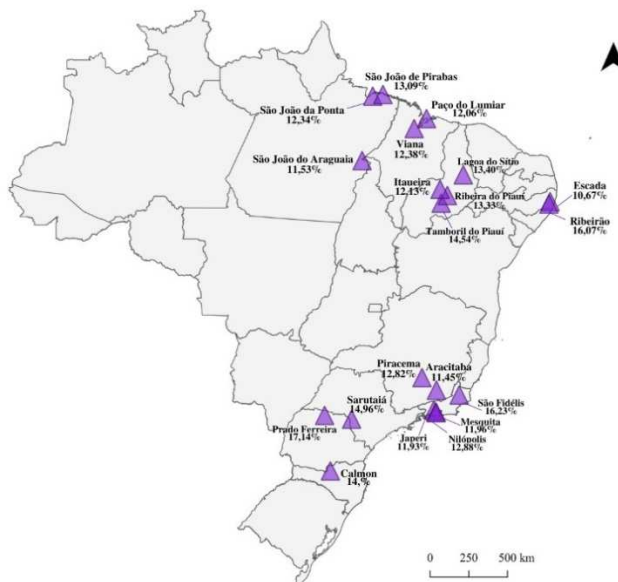 São João de Pirabas
13,09%
São João da Ponta
12,34%
Paço do Lumiar
12,06%
Viana
12,38%
São João do Araguaia
11,53%
Lagoa do Sítio
13,40%
Itaueira
12,13%
Ribeira do Piauí
13,33%
Tamboril do Piauí
14,54%
Escada
10,67%
Ribeirão
16,07%
Piracema
12,82%
Aracitaba
11,45%
São Fidélis
16,23%
Sarutaiá
14,96%
Prado Ferreira
17,14%
Mesquita
11,96%
Japeri
11,93%
Nilópolis
12,88%
Calmon
14,%
0 250 500 km